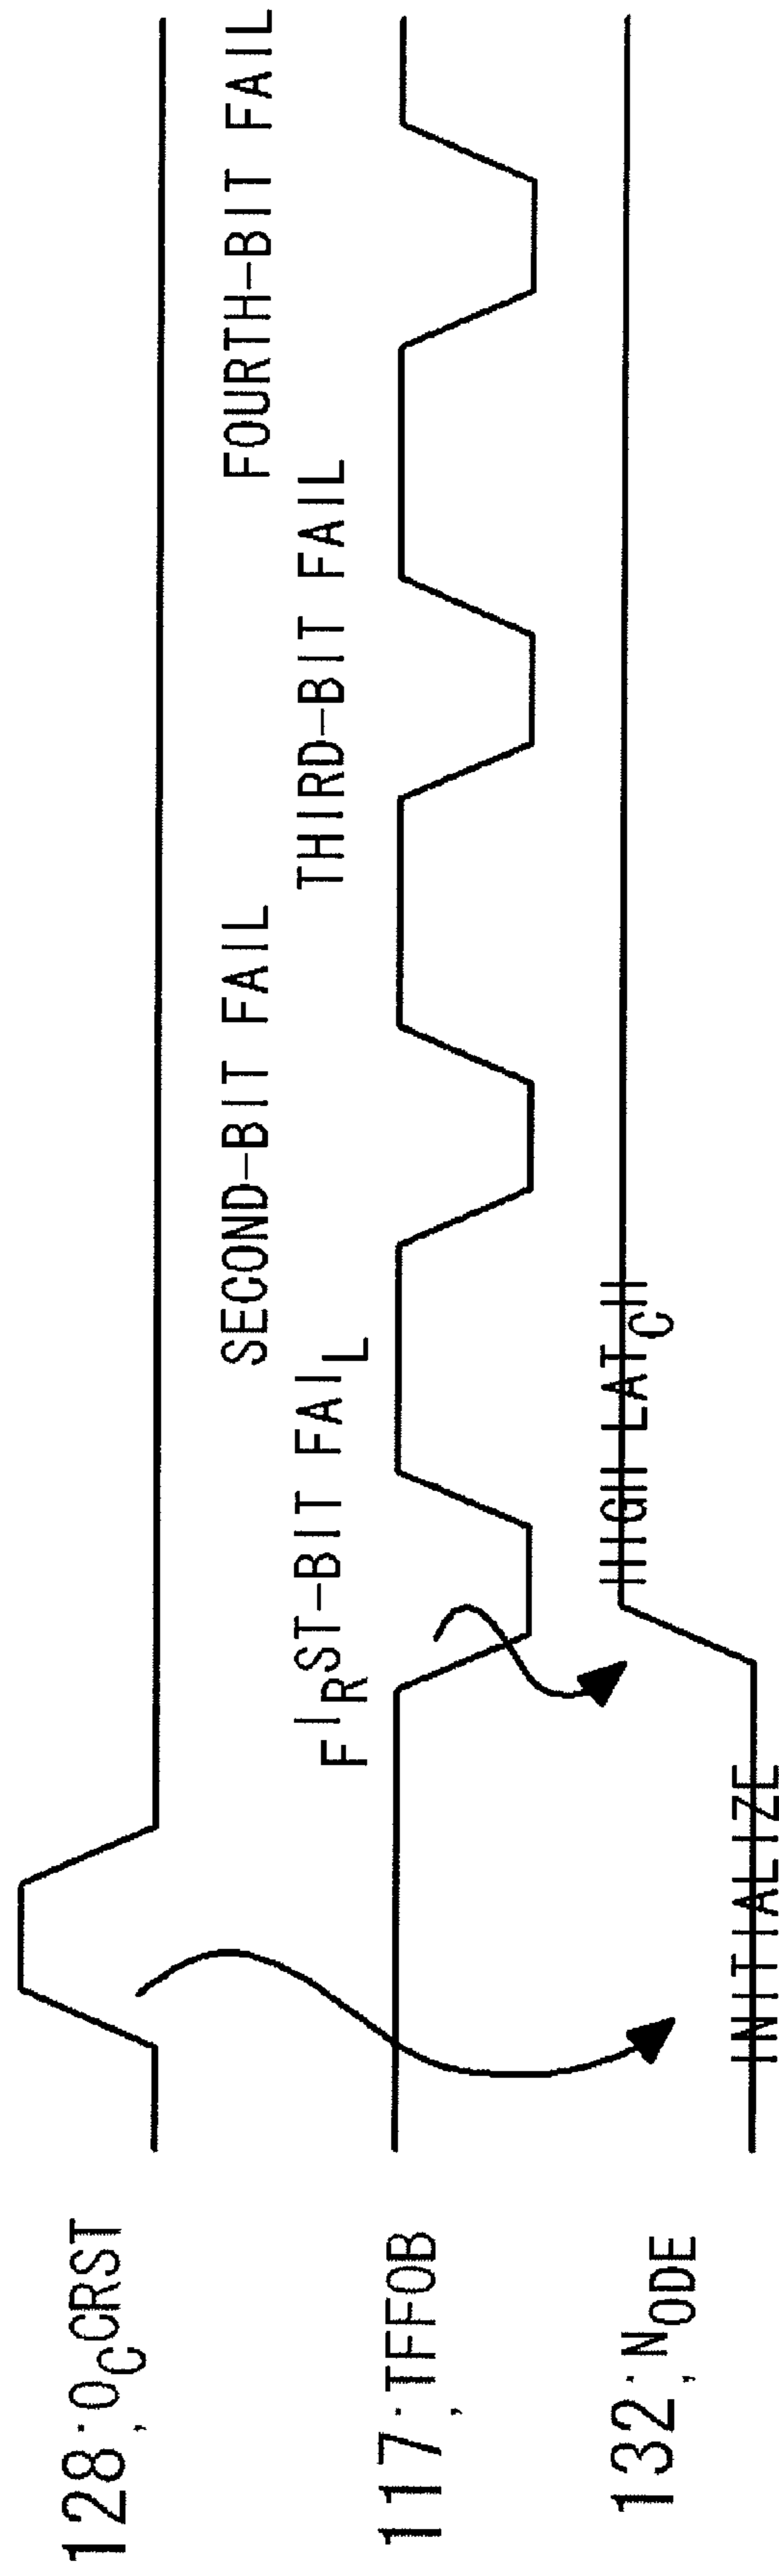 128;OCCRST
SECOND-BIT FAIL
FOURTH-BIT FAIL
FIRST-BIT FAIL
THIRD-BIT FAIL
117;TFFOB
HIGH LATCH
132;NODE
INITIALIZE